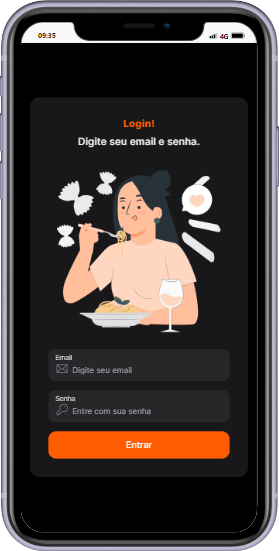 09:35
4G
Login!
Digite seu email e senha.
Email
Digite seu email
Senha
Entre com sua senha
Entrar